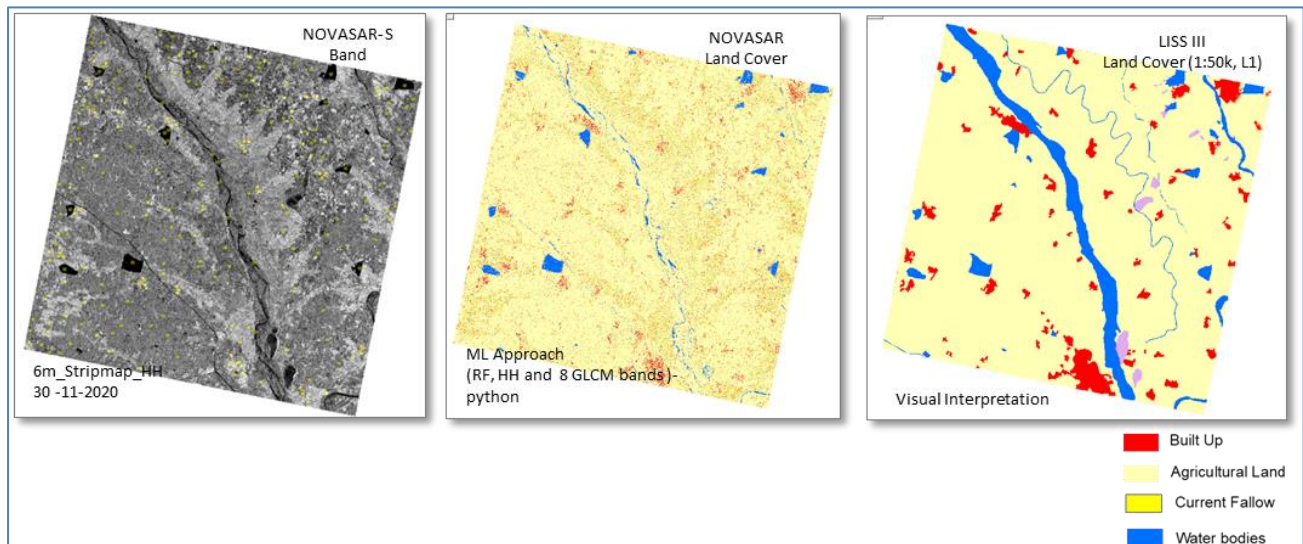 NOVASAR- S
Band
6m_Stripmap_HH
30 -11-2020
NOVASAR
Land Cover
ML Approach
(RF, HH and 8 GLCM bands )-
python
LISS III
Land Cover (1:50k, L1)
Visual Interpretation
Built Up
Agricultural Land
Current Fallow
Water bodies